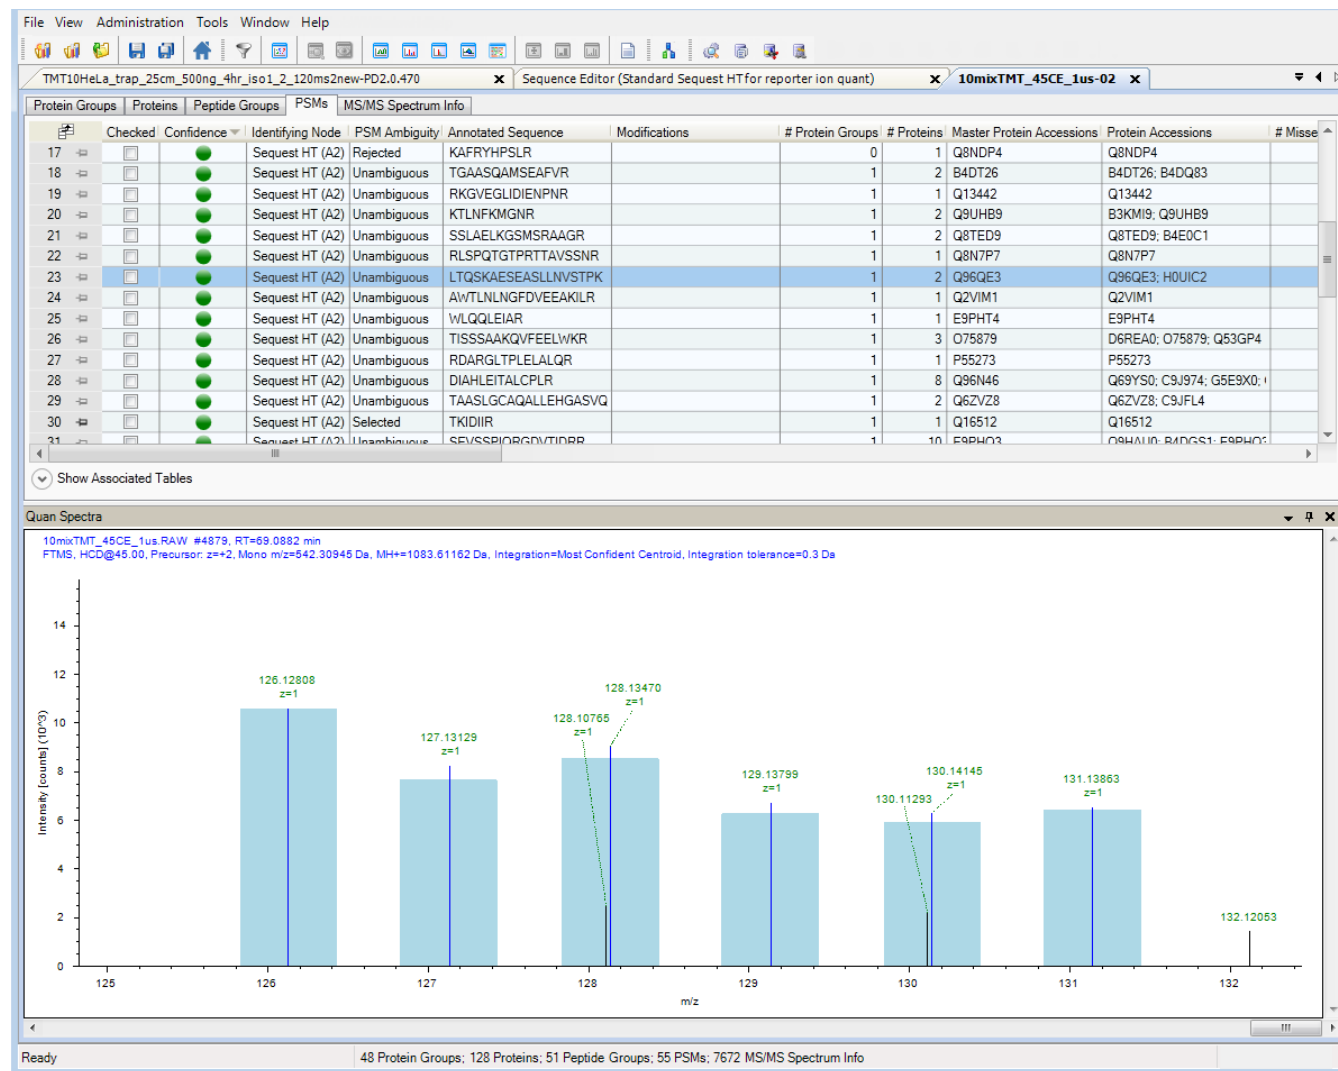 File View Administration Tools Window Help
TMT10HeLa_trap_25cm_500ng_4hr_iso1_2_120ms2new-PD2.0.470 x Sequence Editor (Standard Sequest HT for reporter ion quant) x 10mixTMT_45CE_1us-02 x
Protein Groups Proteins Peptide Groups PSMs MS/MS Spectrum Info
Checked Confidence Identifying Node PSM Ambiguity Annotated Sequence Modifications # Protein Groups # Proteins Master Protein Accessions Protein Accessions # Misse
17 Sequest HT (A2) Rejected KAFRYHPSLR 0 1 Q8NDP4 Q8NDP4
18 Sequest HT (A2) Unambiguous TGAASQAMSEAFVR 1 2 B4DT26 B4DT26; B4DQ83
19 Sequest HT (A2) Unambiguous RKGVEGLIDIENPNR 1 1 Q13442 Q13442
20 Sequest HT (A2) Unambiguous KTLNFKMGNR 1 2 Q9UHB9 B3KMI9; Q9UHB9
21 Sequest HT (A2) Unambiguous SSLAELKGSMSRAAGR 1 2 Q8TED9 Q8TED9; B4E0C1
22 Sequest HT (A2) Unambiguous RLSPQTGTPRTTAVSSNR 1 1 Q8N7P7 Q8N7P7
23 Sequest HT (A2) Unambiguous LTQSKAESEASLLNVSTPK 1 2 Q96QE3 Q96QE3; H0UIC2
24 Sequest HT (A2) Unambiguous AWTLNLNGFDVEEAKILR 1 1 Q2VIM1 Q2VIM1
25 Sequest HT (A2) Unambiguous WLQQLEIAR 1 1 E9PHT4 E9PHT4
26 Sequest HT (A2) Unambiguous TISSSAAKQVFEELWKR 1 3 O75879 D6REA0; O75879; Q53GP4
27 Sequest HT (A2) Unambiguous RDARGLTPLELALQR 1 1 P55273 P55273
28 Sequest HT (A2) Unambiguous DIAHLEITALCPLR 1 8 Q96N46 Q69YS0; C9J974; G5E9X0;
29 Sequest HT (A2) Unambiguous TAASLGCAQALLEHGASVQ 1 2 Q6ZVZ8 Q6ZVZ8; C9JFL4
30 Sequest HT (A2) Selected TKIDIIR 1 1 Q16512 Q16512
31 Sequest HT (A2) Unambiguous SEVSSPIQRGDVTIDRR 1 10 E9PHQ3 Q9HAU0; B4DGS1;
Show Associated Tables
Quan Spectra
10mixTMT_45CE_1us.RAW #4879, RT=69.0882 min
FTMS, HCD@45.00, Precursor: z=+2, Mono m/z=542.30945 Da, MH+=1083.61162 Da, Integration=Most Confident Centroid, Integration tolerance=0.3 Da
Intensity [counts] (10^3)
14
12
10
8
6
4
2
0
126.12808
z=1
127.13129
z=1
128.10765
z=1
128.13470
z=1
129.13799
z=1
130.11293
130.14145
z=1
131.13863
z=1
132.12053
125 126 127 128 129 130 131 132
m/z
Ready 48 Protein Groups; 128 Proteins; 51 Peptide Groups; 55 PSMs; 7672 MS/MS Spectrum Info